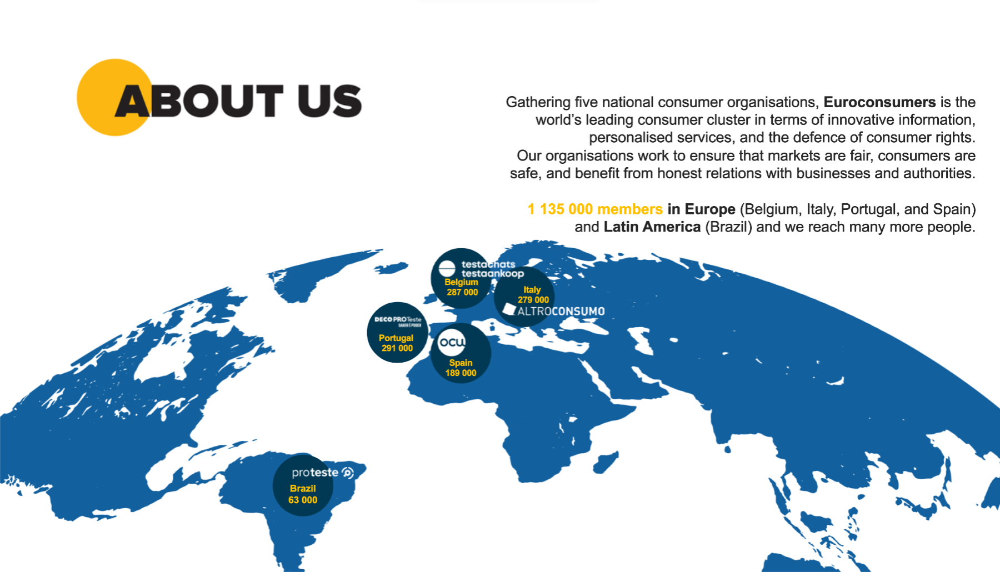 ABOUT US
Gathering five national consumer organisations, Euroconsumers is the
world’s leading consumer cluster in terms of innovative information,
personalised services, and the defence of consumer rights.
Our organisations work to ensure that markets are fair, consumers are
safe, and benefit from honest relations with businesses and authorities.
1 135 000 members in Europe (Belgium, Italy, Portugal, and Spain)
and Latin America (Brazil) and we reach many more people.
testachats
testaankoop
Belgium
287 000
Italy
279 000
ALTROCONSUMO
DECO PROTeste
SABER É PODER
Portugal
291 000
ocu
Spain
189 000
proteste
Brazil
63 000